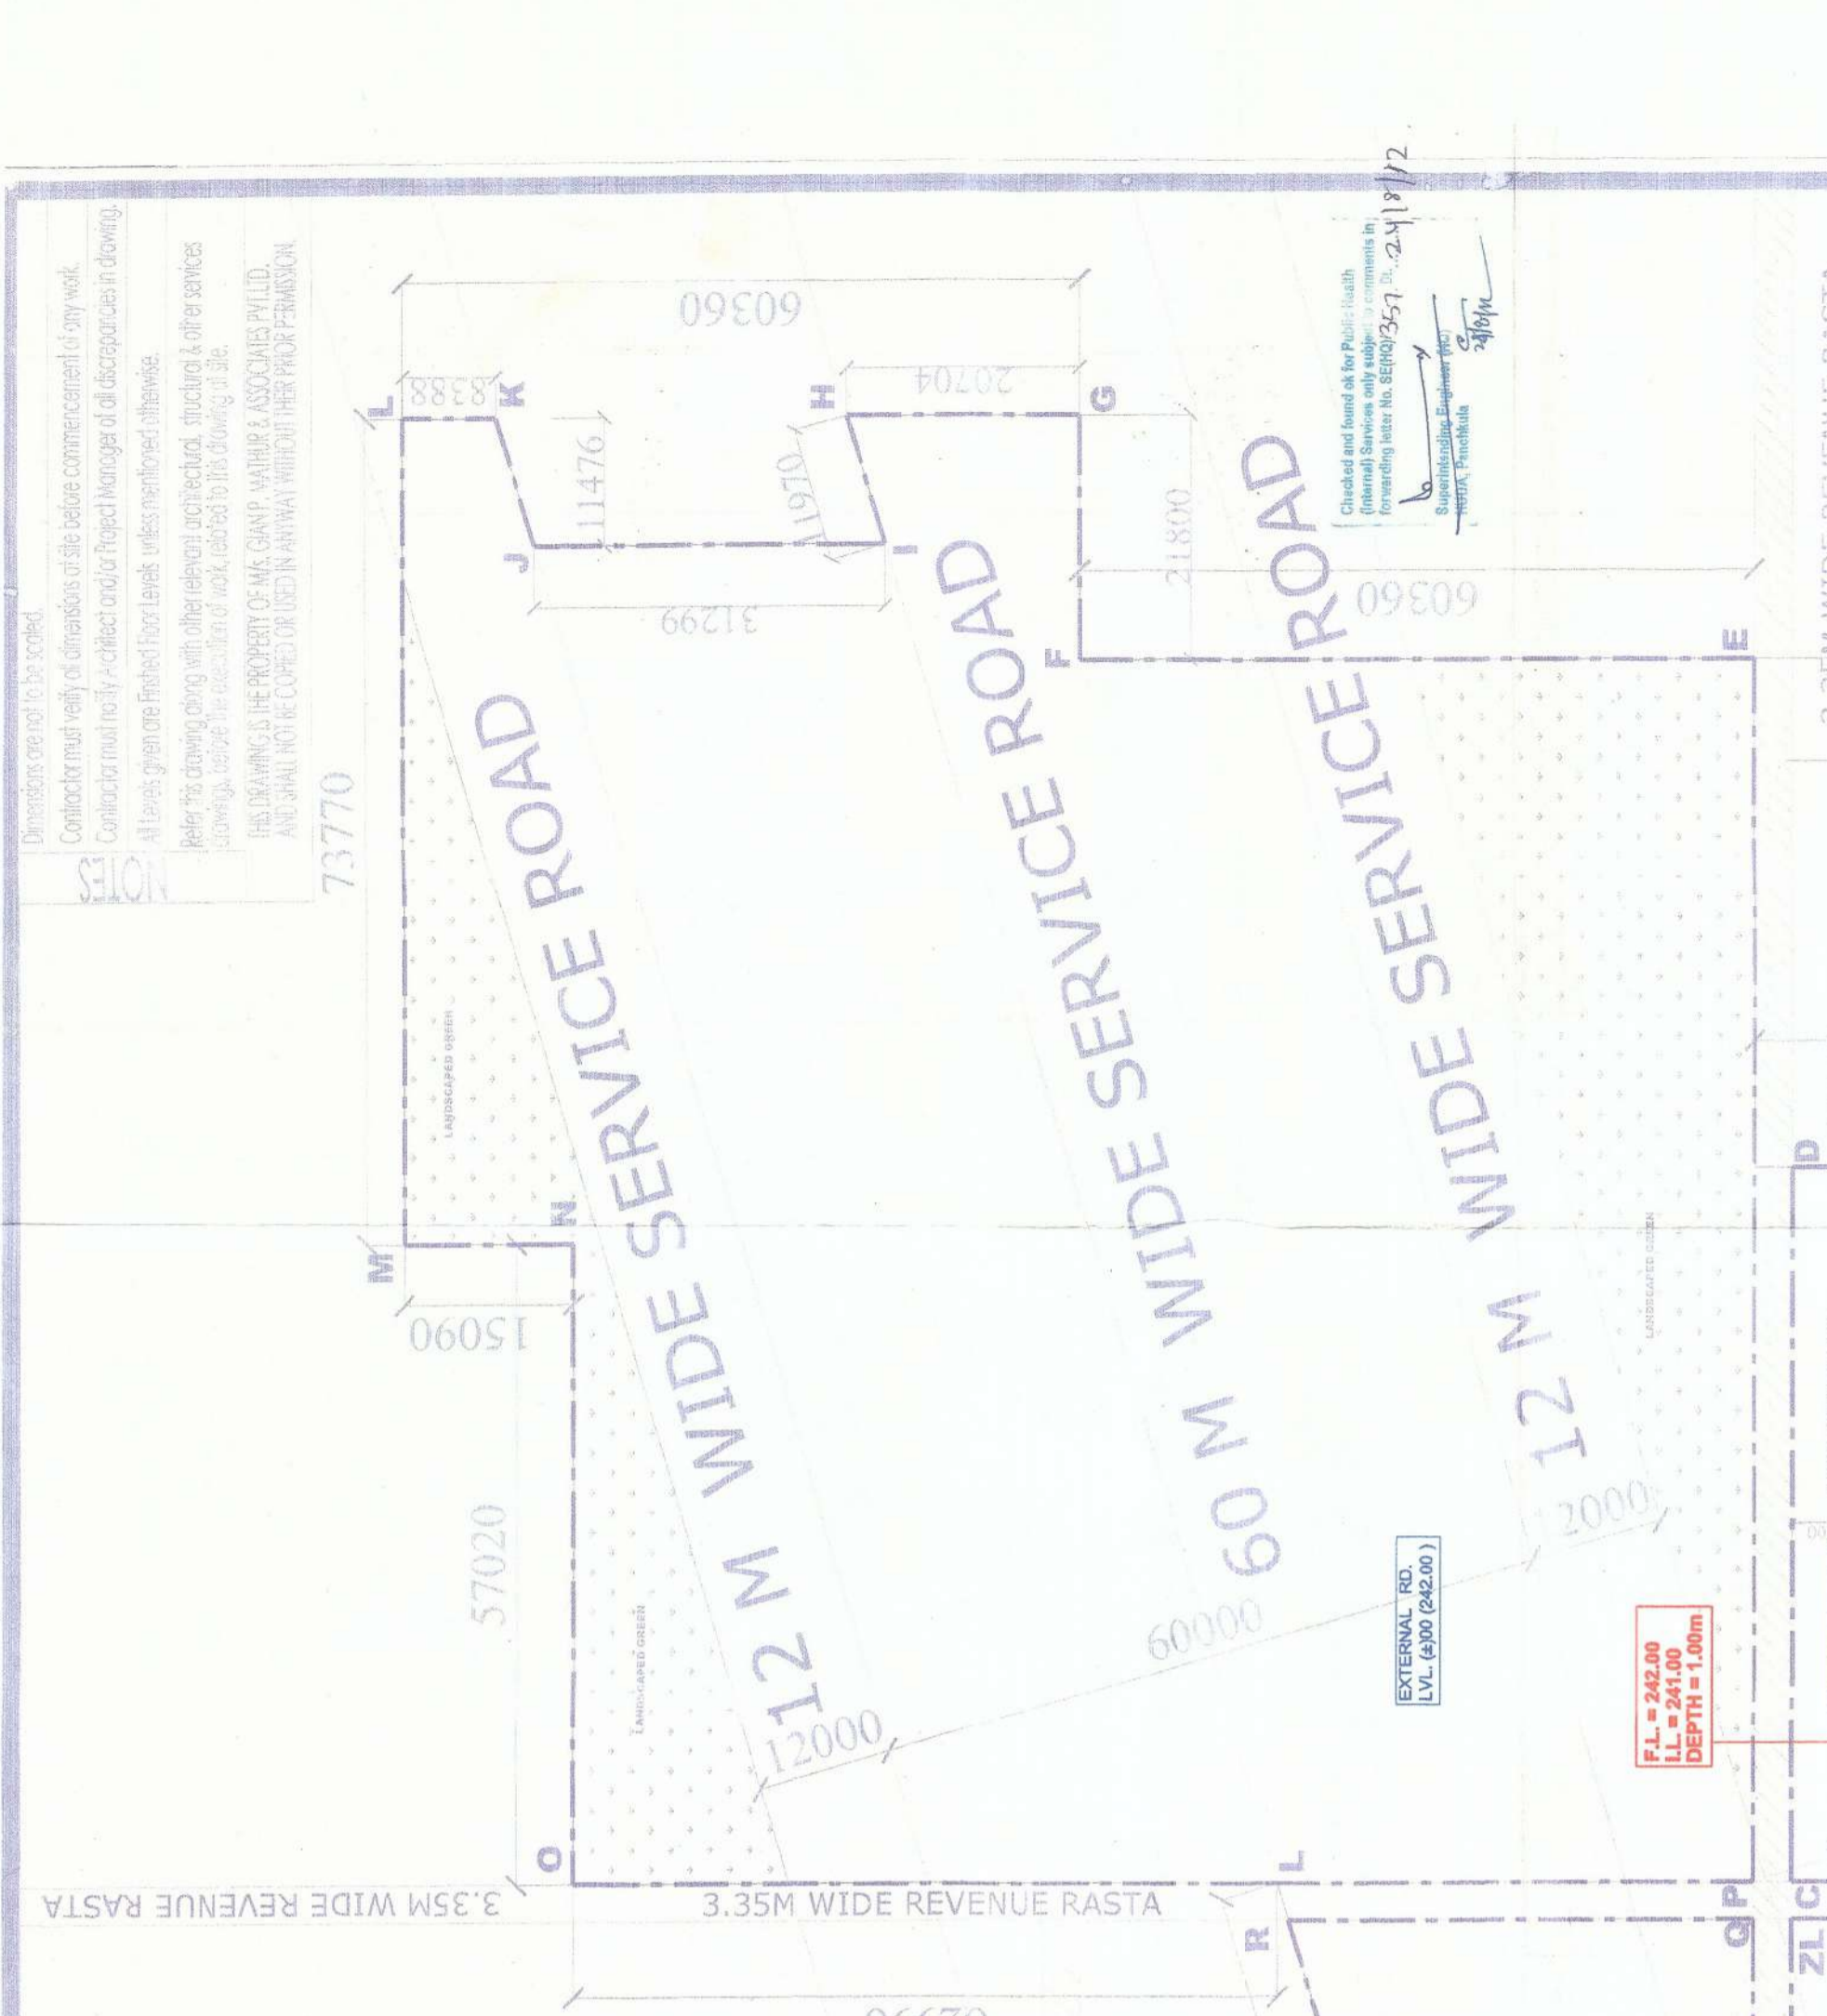 NOTES
Dimensions are not to be scaled.
Contractor must verify all dimensions at site before commencement of any work.
Contractor must notify Architect and/or Project Manager of all discrepancies in drawing.
All Levels given are Finished Floor Levels unless mentioned otherwise.
Refer this drawing along with other relevant architectural, structural & other services
drawings, before the execution of work, related to this drawing at site.
THIS DRAWING IS THE PROPERTY OF M/s. GIAN P. MATHUR & ASSOCIATES PVT.LTD.
AND SHALL NOT BE COPIED OR USED IN ANYWAY WITHOUT THEIR PRIOR PERMISSION.
73770
L
8388
K
60360
M
15090
N
LANDSCAPED GREEN
J
11476
31299
11970
H
I
20704
G
57020
O
LANDSCAPED GREEN
12 M WIDE SERVICE ROAD
12000
60 M WIDE SERVICE ROAD
60000
F
21800
60360
E
12 M WIDE SERVICE ROAD
2000
LANDSCAPED GREEN
Checked and found ok for Public Health
(Internal) Services only subject to comments in
forwarding letter No. SE(HQ)/357 Dt. 24/8/12
Superintending Engineer (HQ)
HUDA, Panchkula
EXTERNAL RD.
LVL. (±)00 (242.00 )
F.L. = 242.00
I.L. = 241.00
DEPTH = 1.00m
3.35M WIDE REVENUE RASTA
3.35M WIDE REVENUE RASTA
L
R
P
Q
D
C
ZL